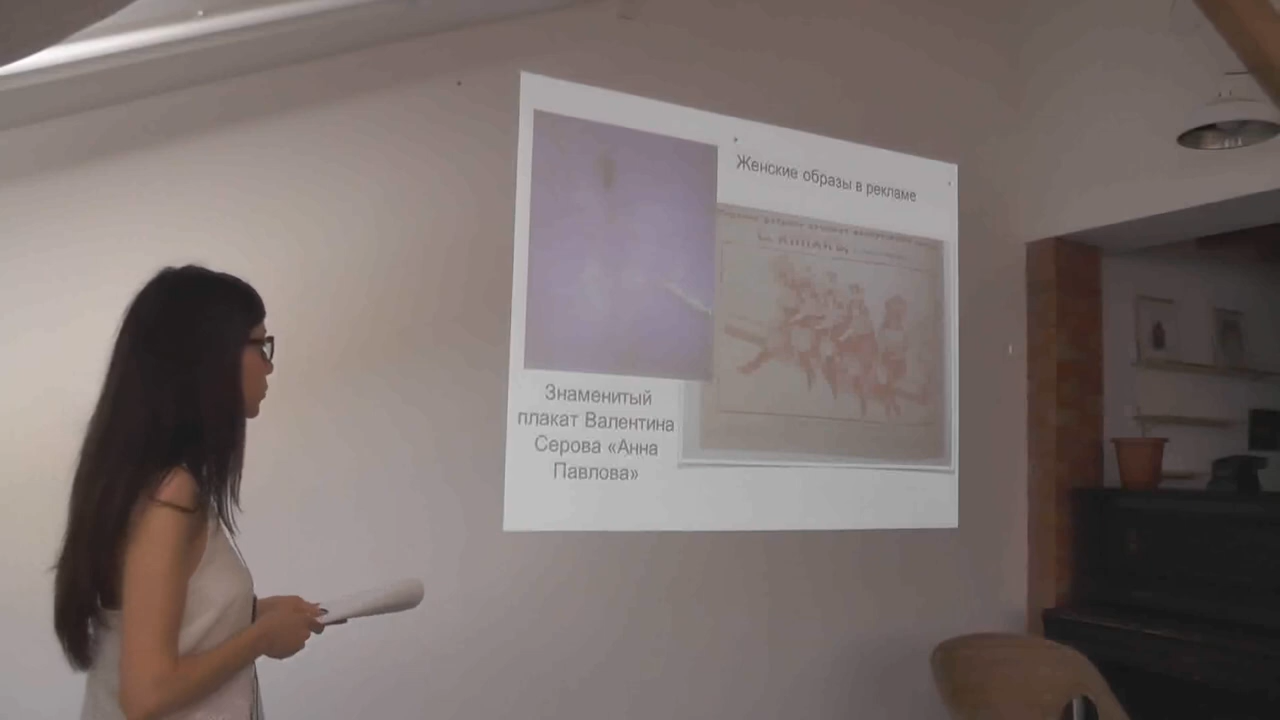 Женские образы в рекламе
Знаменитый
плакат Валентина
Серова «Анна
Павлова»